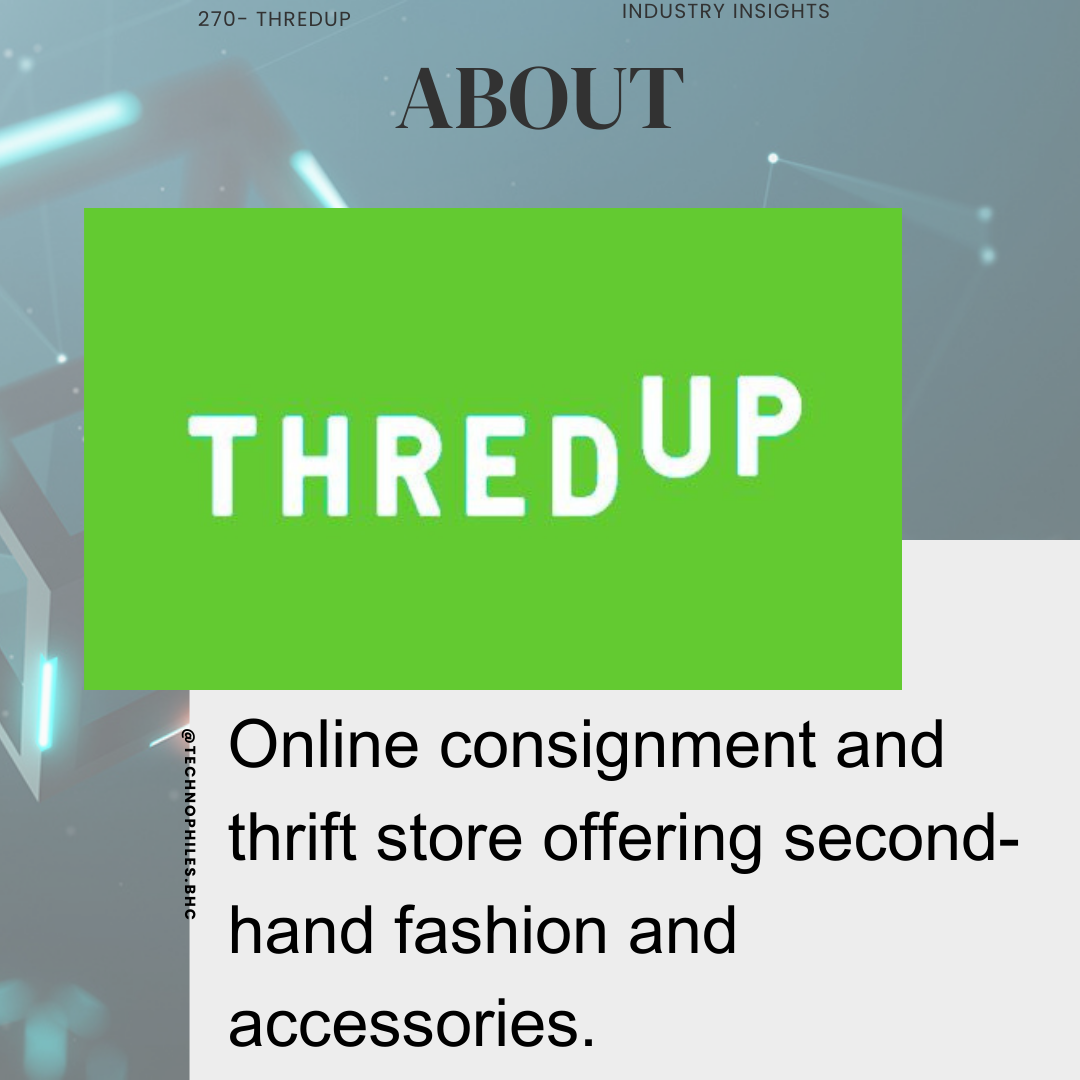 270- THREDUP
INDUSTRY INSIGHTS
ABOUT
THREDUP
@TECHNOPHILES.BHC
Online consignment and
thrift store offering second-
hand fashion and
accessories.